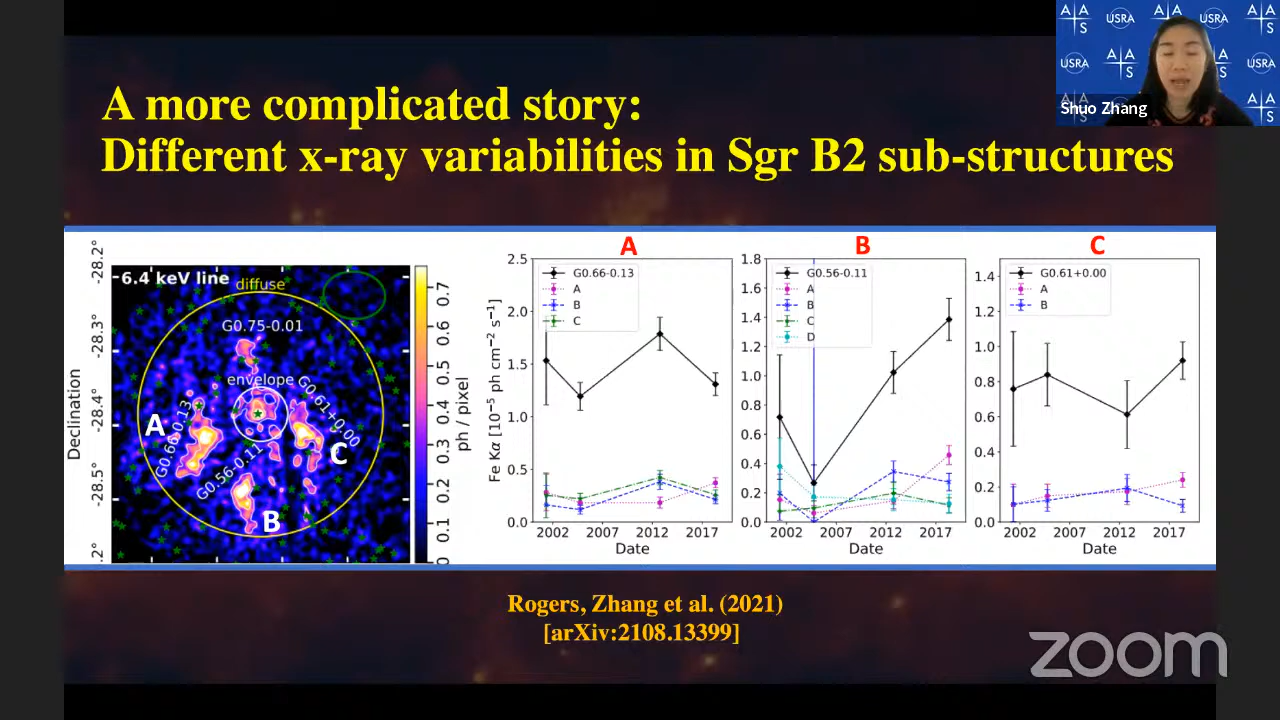 A more complicated story:
Different x-ray variabilities in Sgr B2 sub-structures
A A S
USRA
A A S
USRA
A A S
USRA
A A S
USRA
Shuo Zhang
-28.2°
-28.3°
-28.4°
-28.5°
.2°
Declination
6.4 keV line
diffuse
G0.75-0.01
envelope
G0.61+0.00
A
G0.66-0.13
G0.56-0.11
C
B
0.7
0.6
0.5
0.4
0.3
0.2
0.1
0
ph / pixel
A
Fe Kα [10⁻⁵ ph cm⁻² s⁻¹]
2.5
2.0
1.5
1.0
0.5
0.0
G0.66-0.13
A
B
C
2002 2007 2012 2017
Date
B
1.8
1.6
1.4
1.2
1.0
0.8
0.6
0.4
0.2
0.0
G0.56-0.11
A
B
C
D
2002 2007 2012 2017
Date
C
1.4
1.2
1.0
0.8
0.6
0.4
0.2
0.0
G0.61+0.00
A
B
2002 2007 2012 2017
Date
Rogers, Zhang et al. (2021)
[arXiv:2108.13399]
zoom